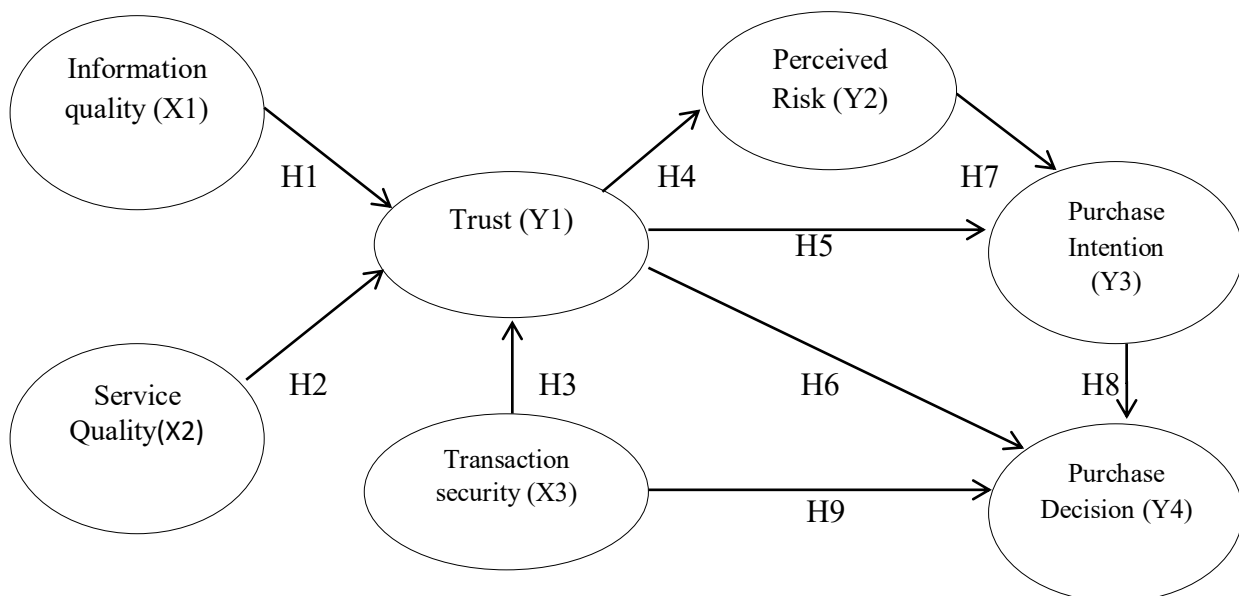 Information
quality (X1)
Perceived
Risk (Y2)
H1
H4
H7
Trust (Y1)
H5
Purchase
Intention
(Y3)
Service
Quality(X2)
H2
H3
H6
H8
Transaction
security (X3)
H9
Purchase
Decision (Y4)